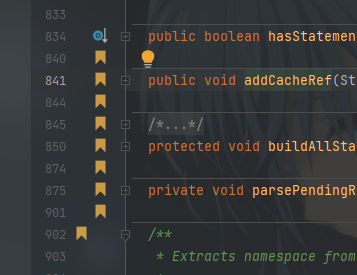 833
834 public boolean hasStatemen
840
841 public void addCacheRef(St
844
845 /*...*/
850 protected void buildAllSta
874
875 private void parsePendingR
901
902 /**
903 * Extracts namespace from